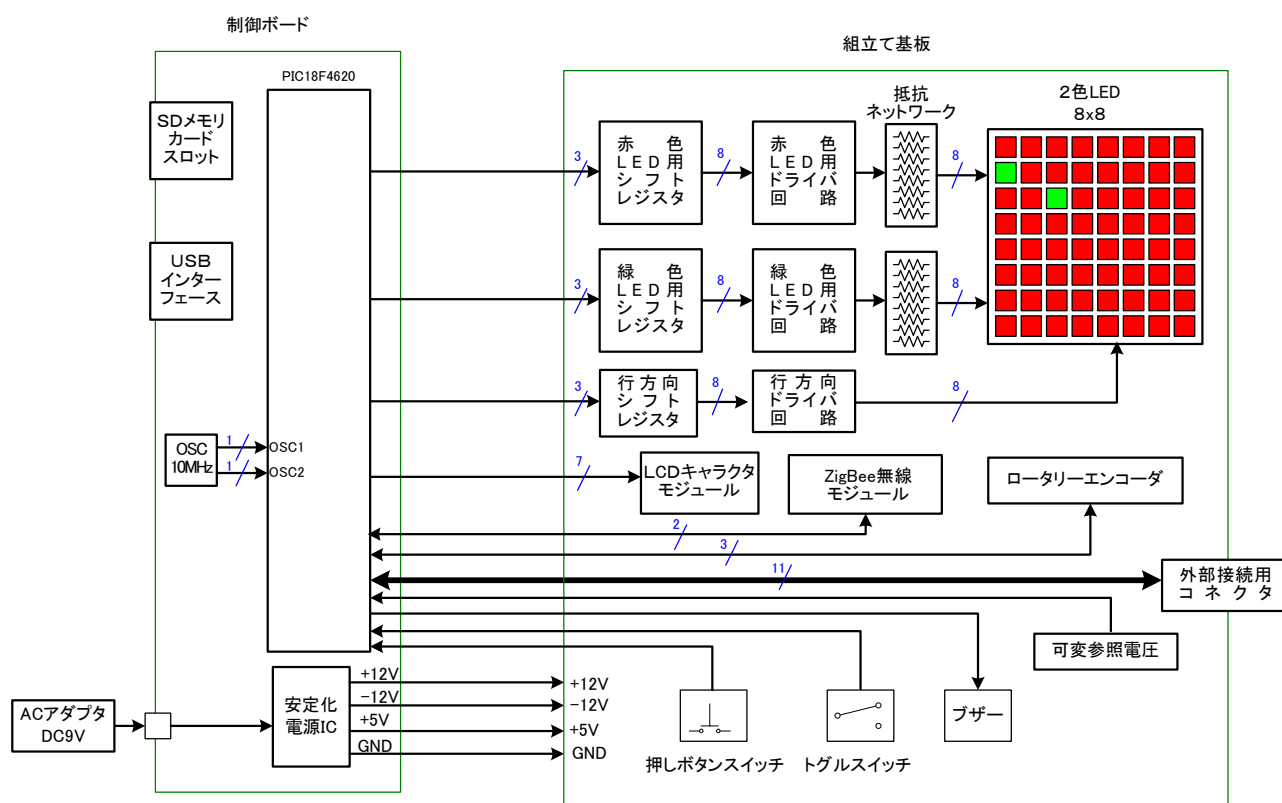 制御ボード
組立て基板
PIC18F4620
SDメモリ
カード
スロット
USB
インター
フェース
OSC
10MHz
1
1
OSC1
OSC2
3
赤色
LED用
シフト
レジスタ
8
赤色
LED用
ドライバ
回路
抵抗
ネットワーク
8
2色LED
8x8
3
緑色
LED用
シフト
レジスタ
8
緑色
LED用
ドライバ
回路
8
3
行方向
シフト
レジスタ
8
行方向
ドライバ
回路
8
7
LCDキャラクタ
モジュール
ZigBee無線
モジュール
ロータリーエンコーダ
2
3
11
外部接続用
コネクタ
可変参照電圧
ACアダプタ
DC9V
安定化
電源IC
+12V
-12V
+5V
GND
+12V
-12V
+5V
GND
押しボタンスイッチ
トグルスイッチ
ブザー